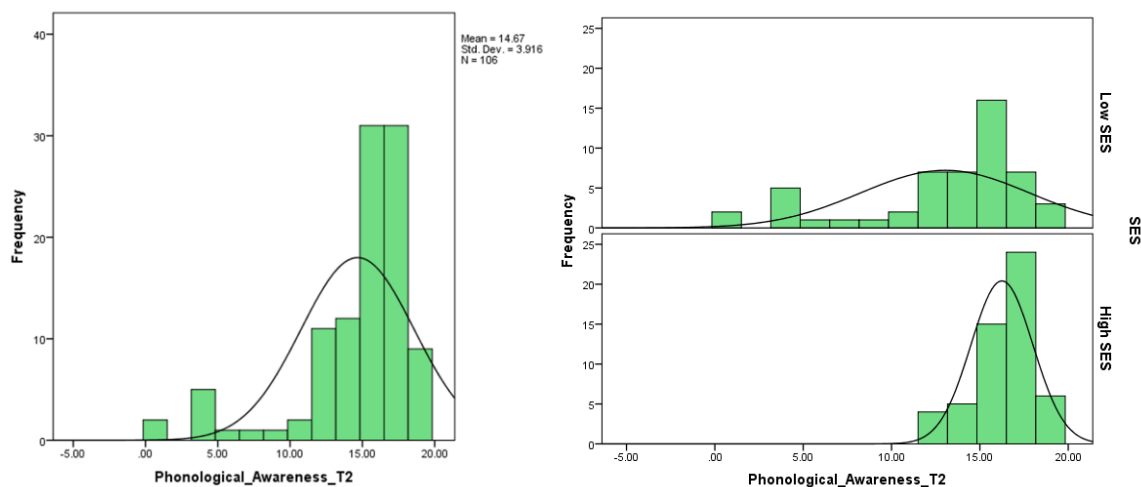 Mean = 14.67
Std. Dev. = 3.916
N = 106
40
30
20
10
0
Frequency
-5.00 .00 5.00 10.00 15.00 20.00
Phonological_Awareness_T2
25
20
15
10
5
0
Low SES
25
20
15
10
5
0
High SES
Frequency
SES
-5.00 .00 5.00 10.00 15.00 20.00
Phonological_Awareness_T2